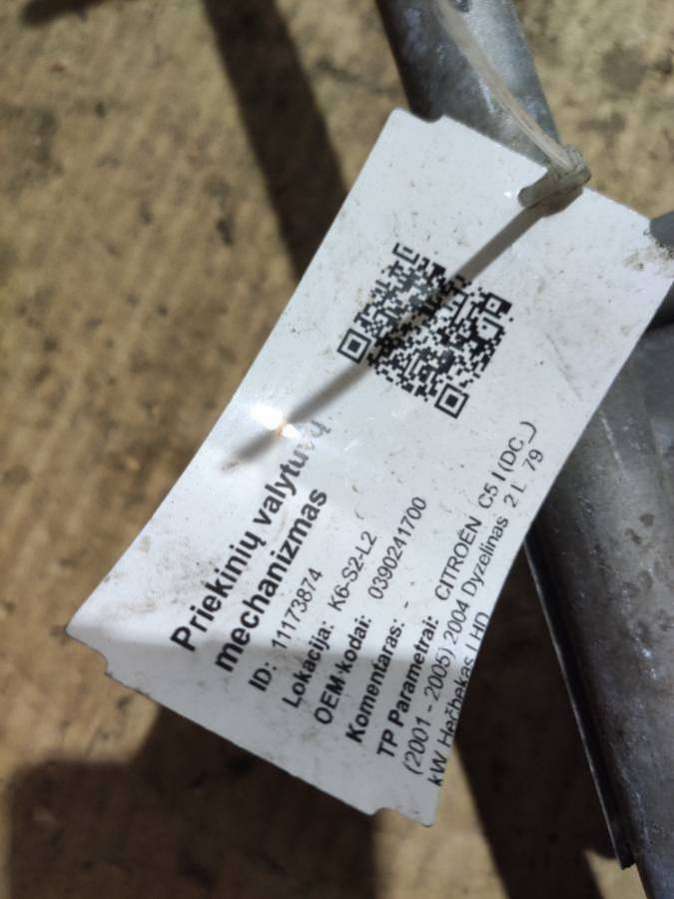 Priekinių valytuvų
mechanizmas
ID: 11173874
Lokacija: K6-S2-L2
OEM kodai: 0390241700
Komentaras: -
TP Parametrai: CITROËN C5 I (DC_)
(2001 - 2005) 2004 Dyzelinas 2 L 79
kW Hečbekas LHD